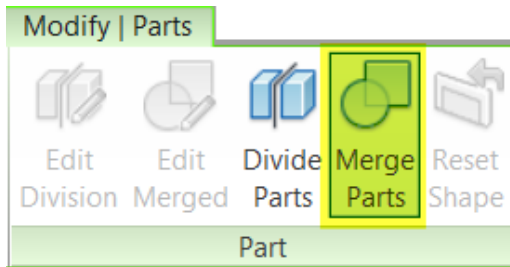 Modify | Parts
Edit Edit Divide Merge Reset
Division Merged Parts Parts Shape
Part